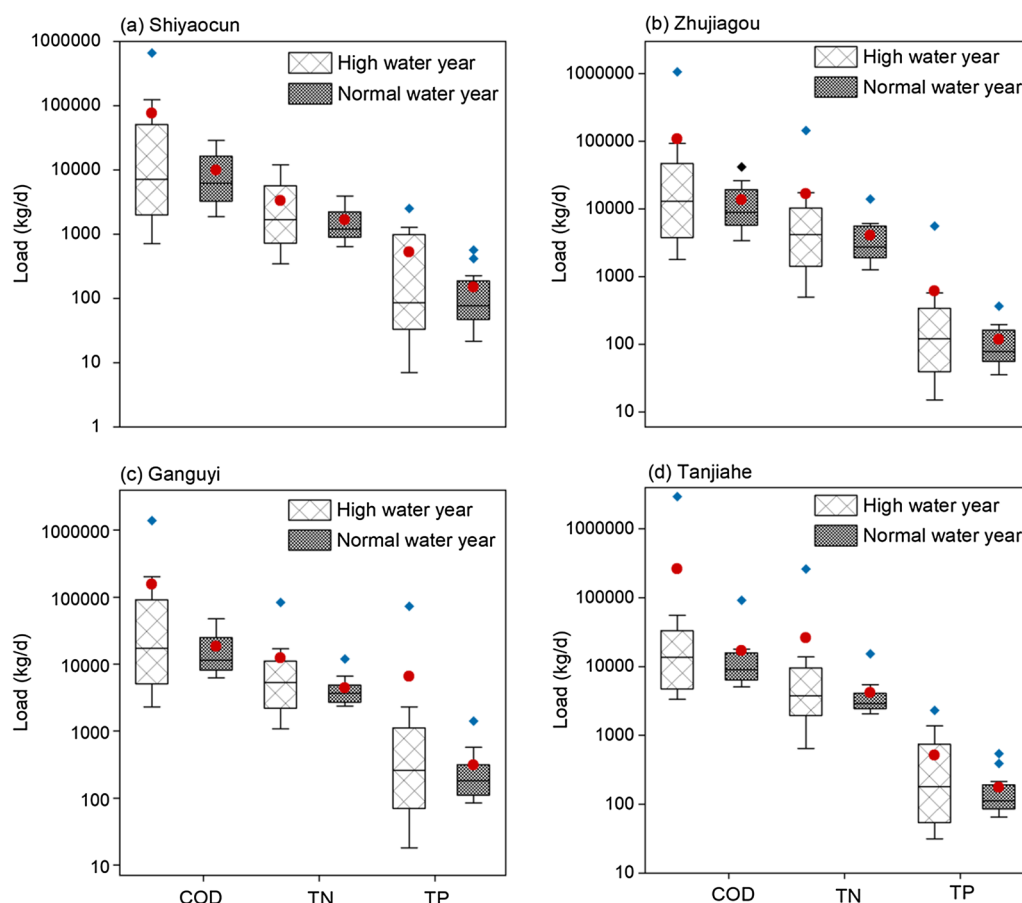 (a) Shiyaocun
1000000
100000
10000
1000
100
10
1
Load (kg/d)
High water year
Normal water year
(b) Zhujiagou
1000000
100000
10000
1000
100
10
Load (kg/d)
High water year
Normal water year
(c) Ganguyi
1000000
100000
10000
1000
100
10
Load (kg/d)
High water year
Normal water year
COD TN TP
(d) Tanjiahe
1000000
100000
10000
1000
100
10
Load (kg/d)
High water year
Normal water year
COD TN TP